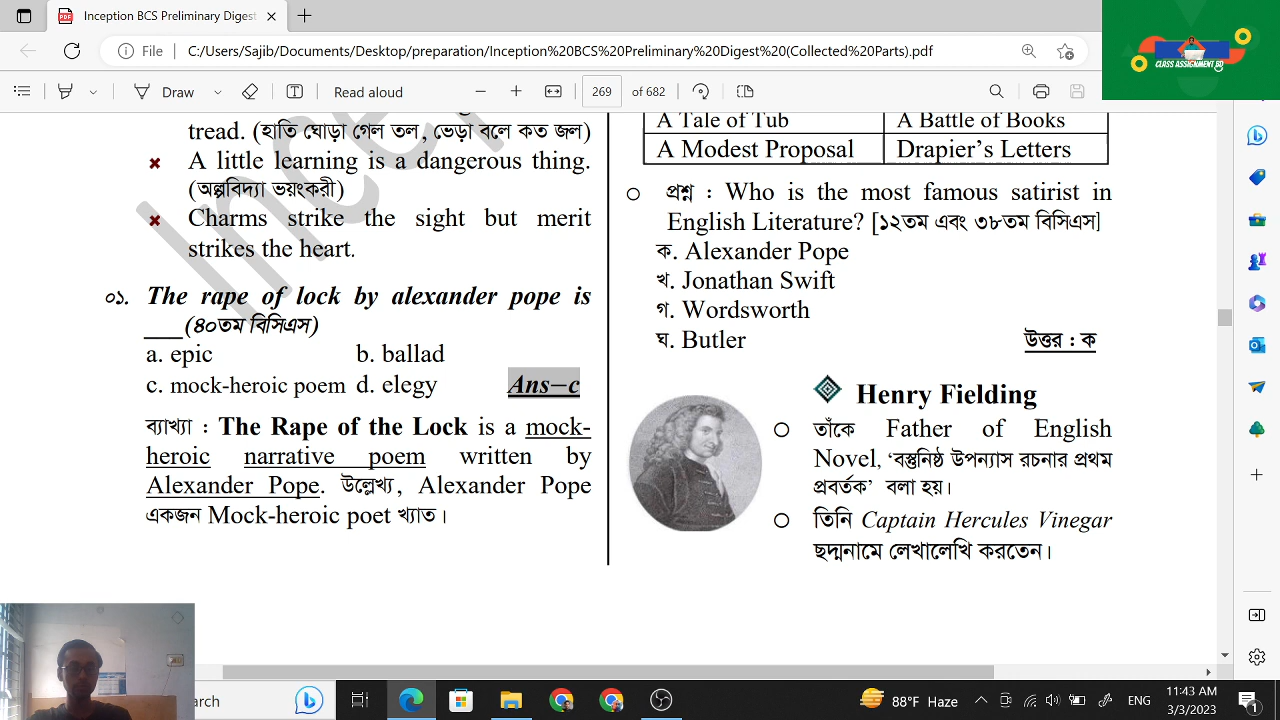 Inception BCS Preliminary Digest
File
C:/Users/Sajib/Documents/Desktop/preparation/Inception%20BCS%20Preliminary%20Digest%20(Collected%20Parts).pdf
CLASS ASSIGNMENT BD
Draw
Read aloud
269
of 682
tread. (হাতি ঘোড়া গেল তল, ভেড়া বলে কত জল)
A little learning is a dangerous thing.
(অল্পবিদ্যা ভয়ংকরী)
Charms strike the sight but merit
strikes the heart.
০১. The rape of lock by alexander pope is
___(৪০তম বিসিএস)
a. epic b. ballad
c. mock-heroic poem d. elegy Ans–c
ব্যাখ্যা : The Rape of the Lock is a mock-
heroic narrative poem written by
Alexander Pope. উল্লেখ্য, Alexander Pope
একজন Mock-heroic poet খ্যাত।
A Tale of Tub A Battle of Books
A Modest Proposal Drapier's Letters
প্রশ্ন : Who is the most famous satirist in
English Literature? [১২তম এবং ৩৮তম বিসিএস]
ক. Alexander Pope
খ. Jonathan Swift
গ. Wordsworth
ঘ. Butler উত্তর : ক
Henry Fielding
তাঁকে Father of English
Novel, 'বস্তুনিষ্ঠ উপন্যাস রচনার প্রথম
প্রবর্তক' বলা হয়।
তিনি Captain Hercules Vinegar
ছদ্মনামে লেখালেখি করতেন।
arch
88°F Haze
ENG
11:43 AM
3/3/2023
1